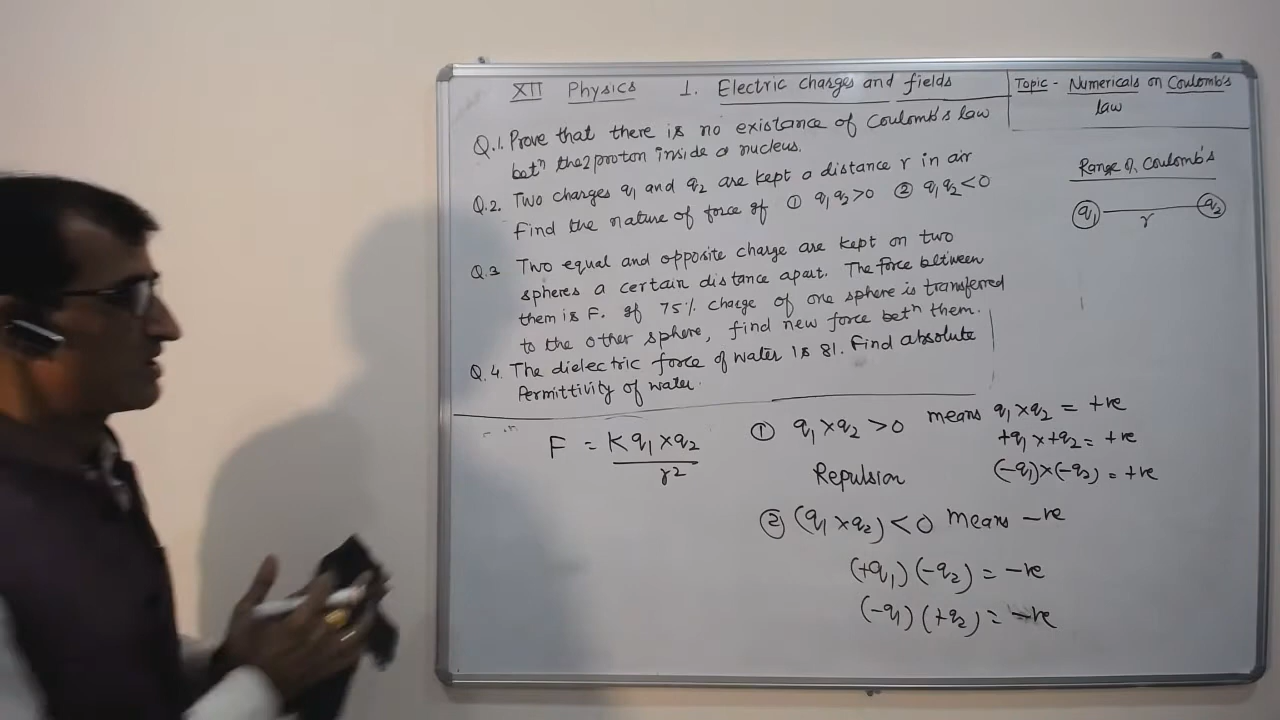 XII Physics 1. Electric charges and fields
Topic - Numericals on Coulomb's
law
Q.1. Prove that there is no existance of Coulomb's law
betⁿ the 2 proton inside a nucleus.
Q.2. Two charges q₁ and q₂ are kept a distance r in air
Find the nature of force if ① q₁q₂>0 ② q₁q₂<0
Q.3 Two equal and opposite charge are kept on two
spheres a certain distance apart. The force between
them is F. If 75% charge of one sphere is transferred
to the other sphere, find new force betⁿ them.
Q.4. The dielectric force of water is 81. Find absolute
Permittivity of water.
Range of Coulomb's
q₁ r q₂
F = K q₁ × q₂ / r²
① q₁ × q₂ > 0 means q₁ × q₂ = +ve
+q₁ × +q₂ = +ve
Repulsion (-q₁) × (-q₂) = +ve
② (q₁ × q₂) < 0 means -ve
(+q₁) (-q₂) = -ve
(-q₁) (+q₂) = -ve